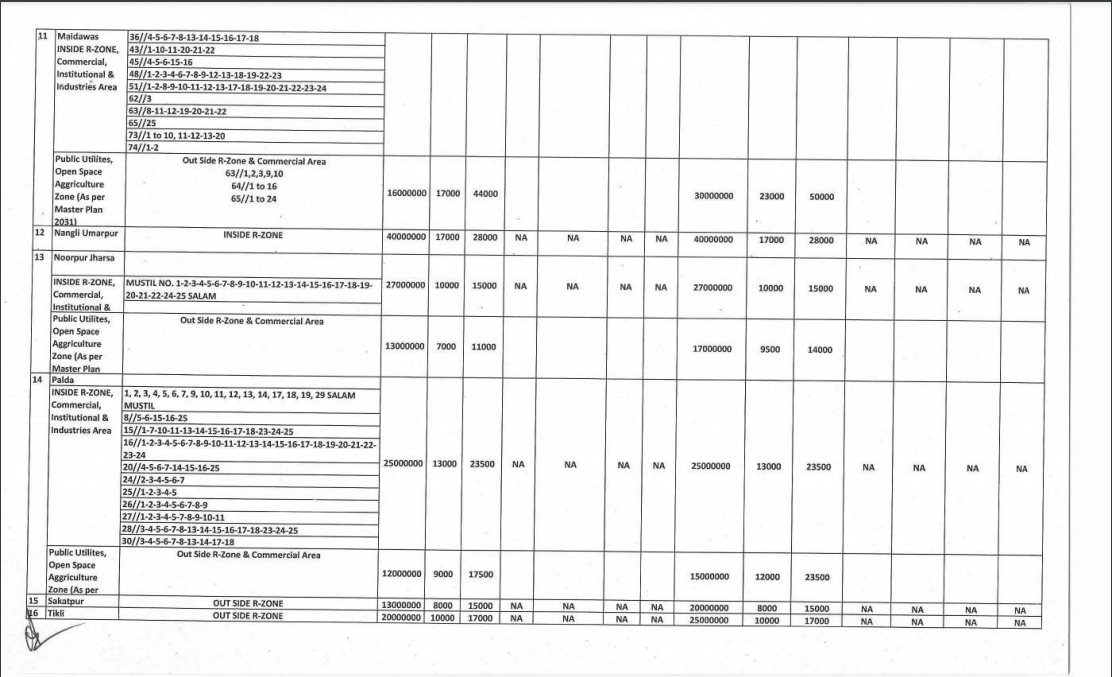 11 Maidawas 36//4-5-6-7-8-13-14-15-16-17-18
INSIDE R-ZONE, 43//1-10-11-20-21-22
Commercial, 45//4-5-6-15-16
Institutional & 48//1-2-3-4-6-7-8-9-12-13-18-19-22-23
Industries Area 51//1-2-8-9-10-11-12-13-17-18-19-20-21-22-23-24
62//3
63//8-11-12-19-20-21-22
65//25
73//1 to 10, 11-12-13-20
74//1-2
Public Utilites, Out Side R-Zone & Commercial Area
Open Space 63//1,2,3,9,10
Aggriculture 64//1 to 16
Zone (As per 65//1 to 24 16000000 17000 44000 30000000 23000 50000
Master Plan
2031)
12 Nangli Umarpur INSIDE R-ZONE 40000000 17000 28000 NA NA NA NA 40000000 17000 28000 NA NA NA NA
13 Noorpur Jharsa
INSIDE R-ZONE, MUSTIL NO. 1-2-3-4-5-6-7-8-9-10-11-12-13-14-15-16-17-18-19- 27000000 10000 15000 NA NA NA NA 27000000 10000 15000 NA NA NA NA
Commercial, 20-21-22-24-25 SALAM
Institutional &
Public Utilites, Out Side R-Zone & Commercial Area
Open Space
Aggriculture 13000000 7000 11000 17000000 9500 14000
Zone (As per
Master Plan
14 Palda
INSIDE R-ZONE, 1, 2, 3, 4, 5, 6, 7, 9, 10, 11, 12, 13, 14, 17, 18, 19, 29 SALAM
Commercial, MUSTIL
Institutional & 8//5-6-15-16-25
Industries Area 15//1-7-10-11-13-14-15-16-17-18-23-24-25
16//1-2-3-4-5-6-7-8-9-10-11-12-13-14-15-16-17-18-19-20-21-22-
23-24 25000000 13000 23500 NA NA NA NA 25000000 13000 23500 NA NA NA NA
20//4-5-6-7-14-15-16-25
24//2-3-4-5-6-7
25//1-2-3-4-5
26//1-2-3-4-5-6-7-8-9
27//1-2-3-4-5-7-8-9-10-11
28//3-4-5-6-7-8-13-14-15-16-17-18-23-24-25
30//3-4-5-6-7-8-13-14-17-18
Public Utilites, Out Side R-Zone & Commercial Area
Open Space
Aggriculture 12000000 9000 17500 15000000 12000 23500
Zone (As per
15 Sakatpur OUT SIDE R-ZONE 13000000 8000 15000 NA NA NA NA 20000000 8000 15000 NA NA NA NA
16 Tikli OUT SIDE R-ZONE 20000000 10000 17000 NA NA NA NA 25000000 10000 17000 NA NA NA NA